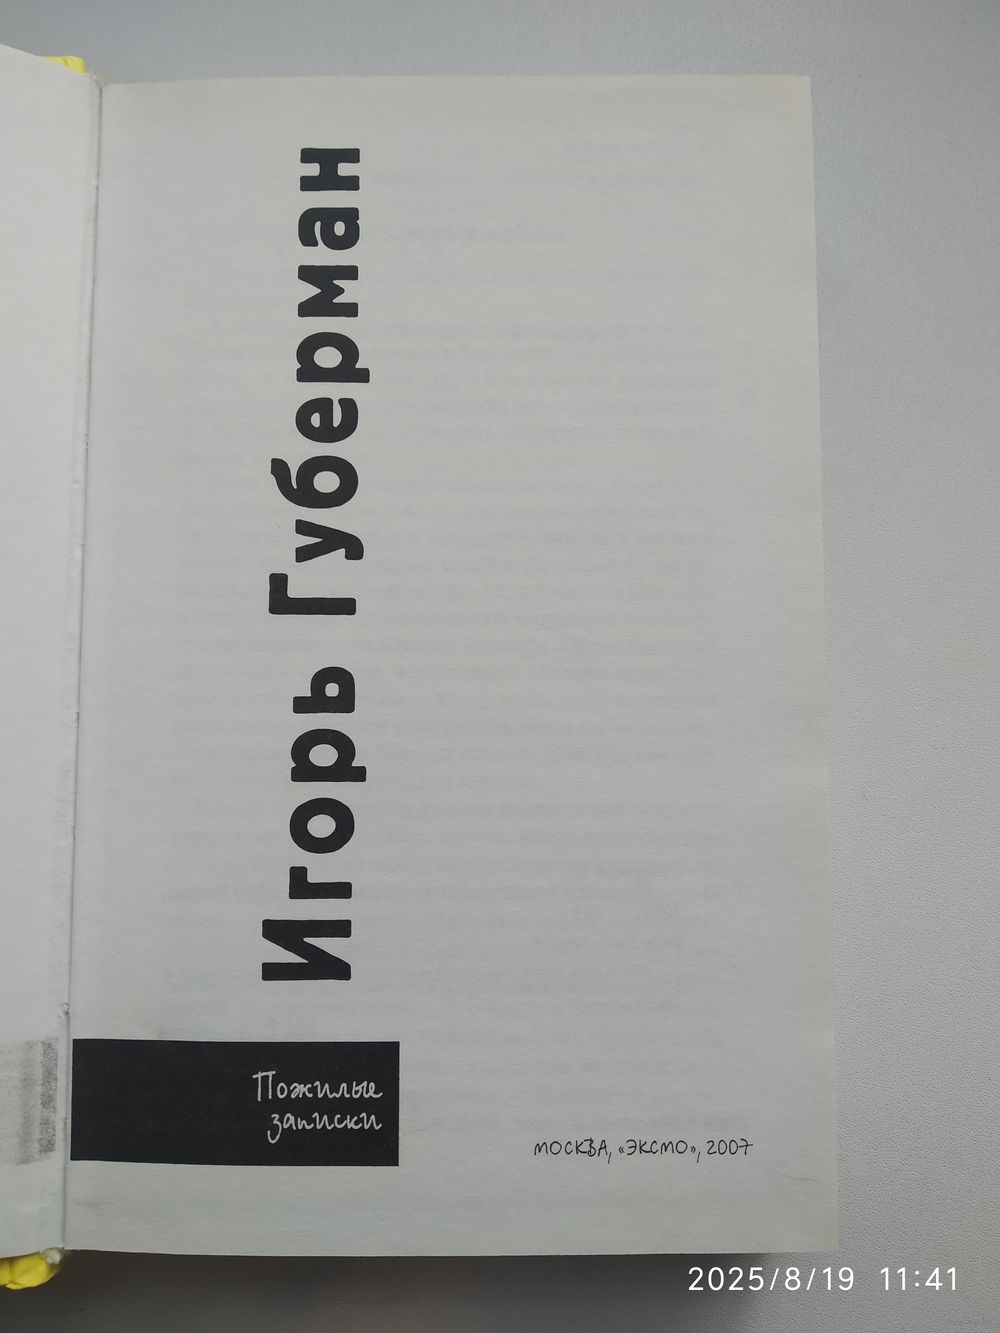 Игорь Губерман
Пожилые
записки
МОСКВА, «ЭКСМО», 2007
2025/8/19 11:41